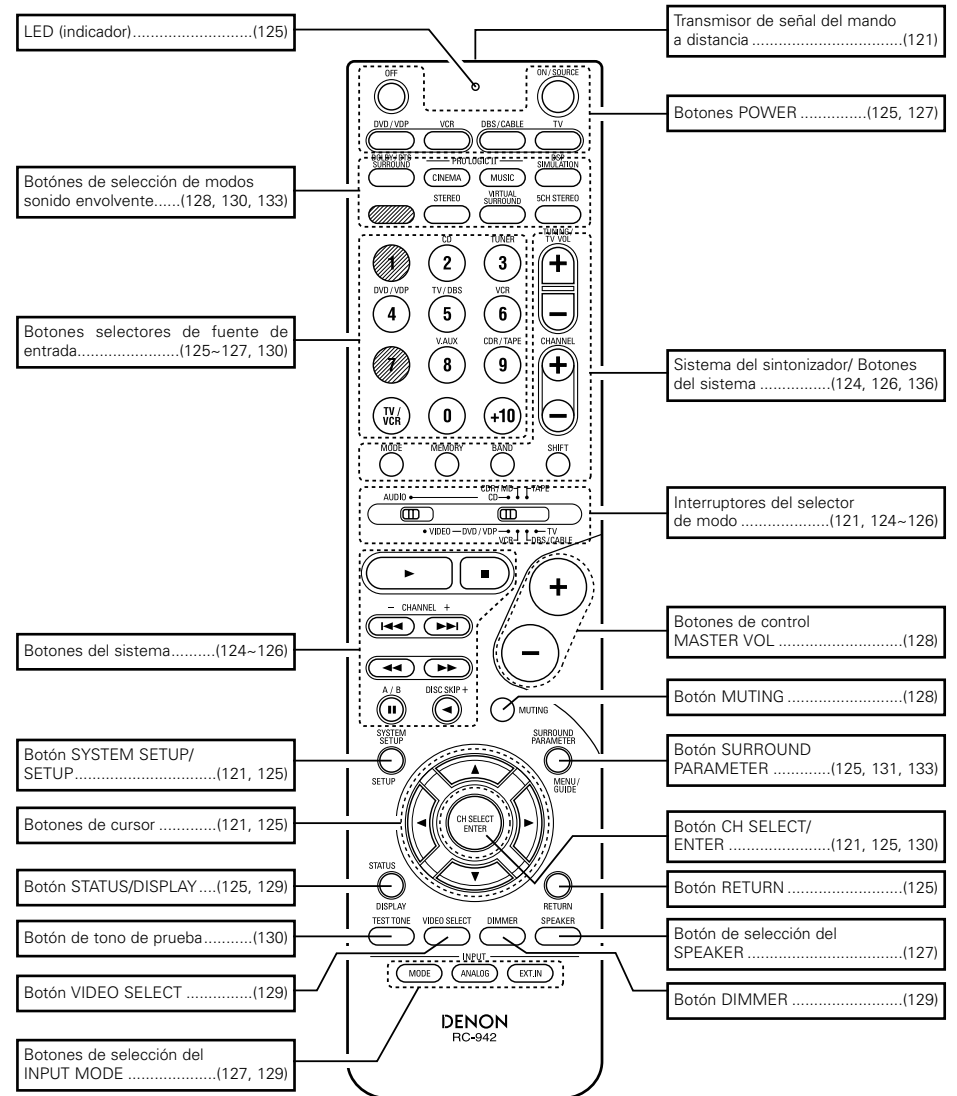 LED (indicador)...........................(125)
Transmisor de señal del mando
a distancia ..................................(121)
Botones POWER ...............(125, 127)
Botónes de selección de modos
sonido envolvente......(128, 130, 133)
Botones selectores de fuente de
entrada.......................(125~127, 130)
Sistema del sintonizador/ Botones
del sistema ................(124, 126, 136)
Interruptores del selector
de modo ....................(121, 124~126)
Botones de control
MASTER VOL ............................(128)
Botones del sistema..........(124~126)
Botón MUTING ..........................(128)
Botón SYSTEM SETUP/
SETUP................................(121, 125)
Botón SURROUND
PARAMETER .............(125, 131, 133)
Botones de cursor .............(121, 125)
Botón CH SELECT/
ENTER .......................(121, 125, 130)
Botón STATUS/DISPLAY ....(125, 129)
Botón RETURN ..........................(125)
Botón de tono de prueba...........(130)
Botón de selección del
SPEAKER ...................................(127)
Botón VIDEO SELECT ...............(129)
Botón DIMMER .........................(129)
Botones de selección del
INPUT MODE ....................(127, 129)
OFF
ON / SOURCE
DVD / VDP VCR DBS / CABLE TV
DOLBY / DTS
SURROUND
PRO LOGIC II
DSP
SIMULATION
CINEMA MUSIC
STEREO
VIRTUAL
SURROUND
5CH STEREO
CD TUNER
TUNING /
TV VOL
1 2 3 +
DVD / VDP TV / DBS VCR
4 5 6 −
V.AUX CDR / TAPE CHANNEL
7 8 9 +
TV /
VCR
0 +10 −
MODE MEMORY BAND SHIFT
CDR / MD TAPE
AUDIO CD
VIDEO DVD / VDP TV
VCR DBS / CABLE
+
− CHANNEL +
−
A / B DISC SKIP +
MUTING
SYSTEM
SETUP
SURROUND
PARAMETER
SETUP
MENU /
GUIDE
CH SELECT
ENTER
STATUS
DISPLAY
RETURN
TEST TONE VIDEO SELECT DIMMER SPEAKER
INPUT
MODE ANALOG EXT. IN
DENON
RC-942